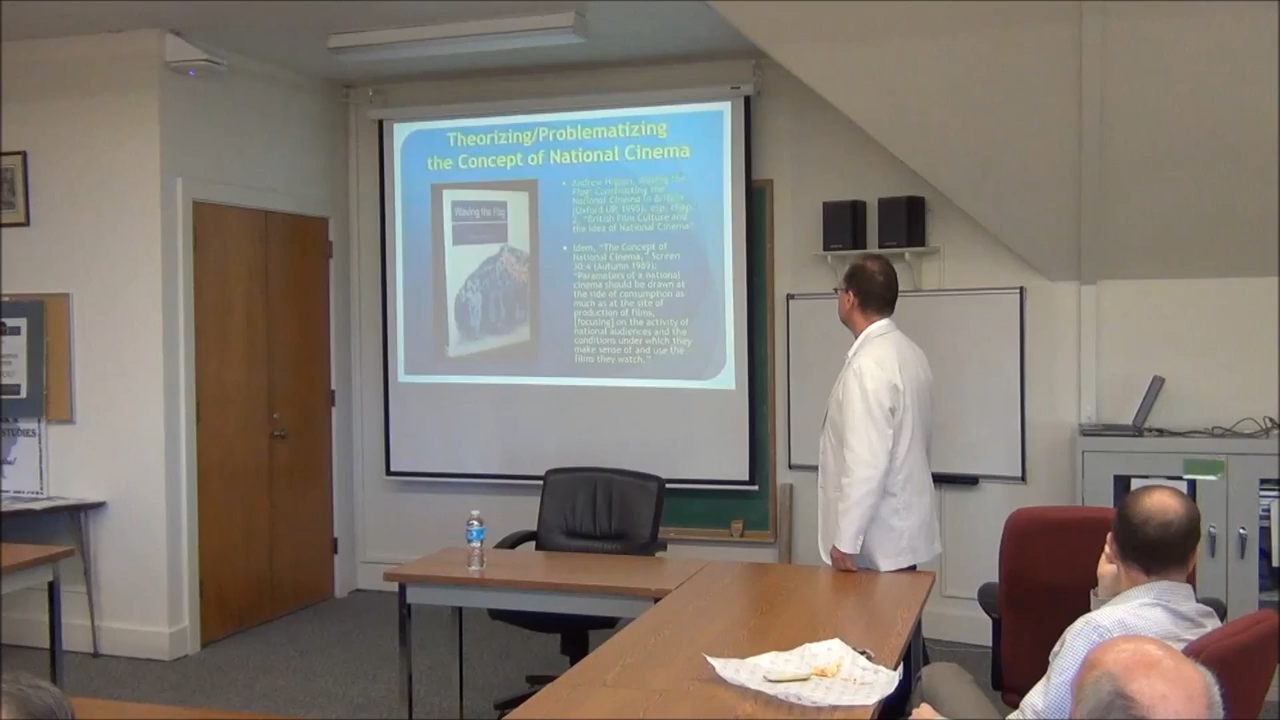 Theorizing/Problematizing
the Concept of National Cinema
Waving the Flag
Andrew Higson, Waving the
Flag: Constructing the
National Cinema in Britain
(Oxford UP, 1995), esp. chap.
2, "British Film Culture and
the Idea of National Cinema"
Idem, "The Concept of
National Cinema," Screen
30:4 (Autumn 1989):
"Parameters of a national
cinema should be drawn at
the side of consumption as
much as at the site of
production of films,
[focusing] on the activity of
national audiences and the
conditions under which they
make sense of and use the
films they watch."
STUDIES